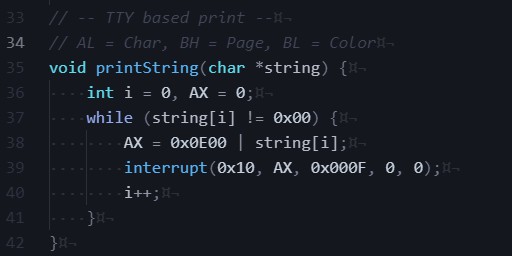 33 // -- TTY based print --¤¬
34 // AL = Char, BH = Page, BL = Color¤¬
35 void printString(char *string) {¤¬
36 ····int i = 0, AX = 0;¤¬
37 ····while (string[i] != 0x00) {¤¬
38 ········AX = 0x0E00 | string[i];¤¬
39 ········interrupt(0x10, AX, 0x000F, 0, 0);¤¬
40 ········i++;¤¬
41 ····}¤¬
42 }¤¬